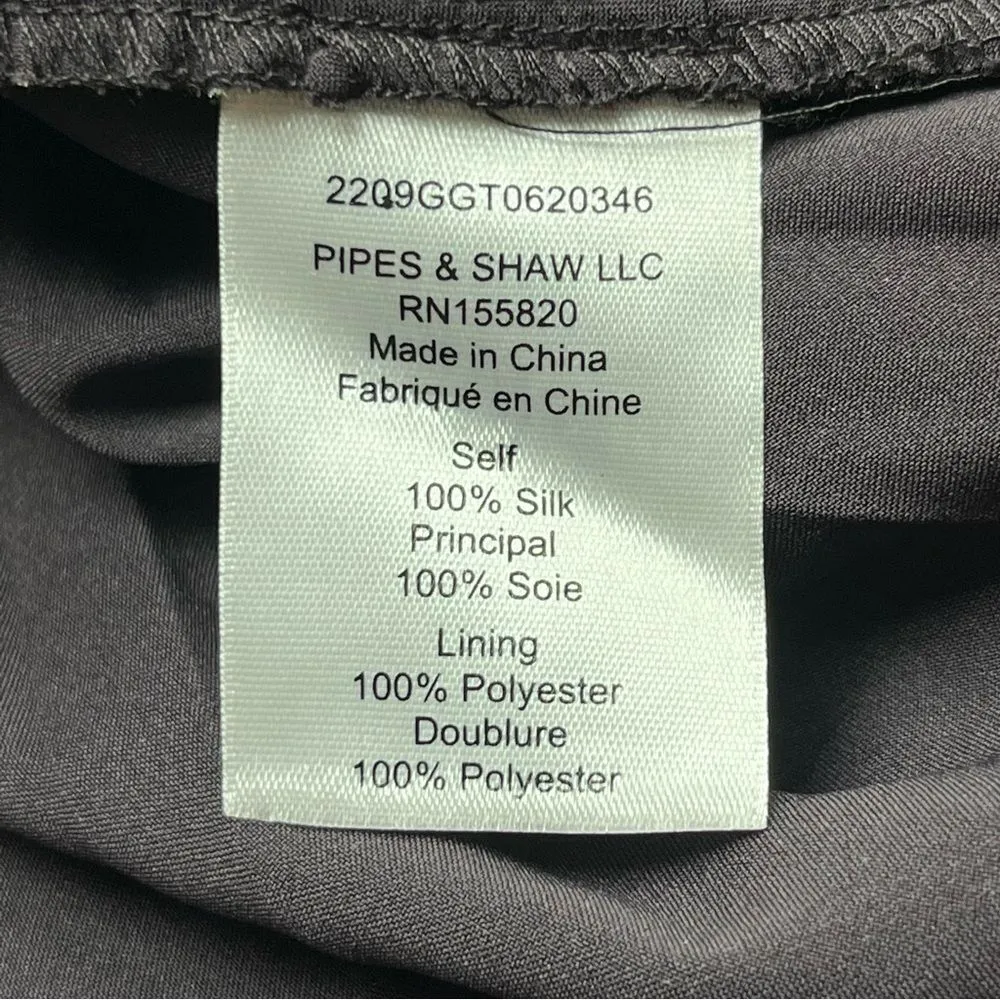 2209GGT0620346
PIPES & SHAW LLC
RN155820
Made in China
Fabriqué en Chine
Self
100% Silk
Principal
100% Soie
Lining
100% Polyester
Doublure
100% Polyester